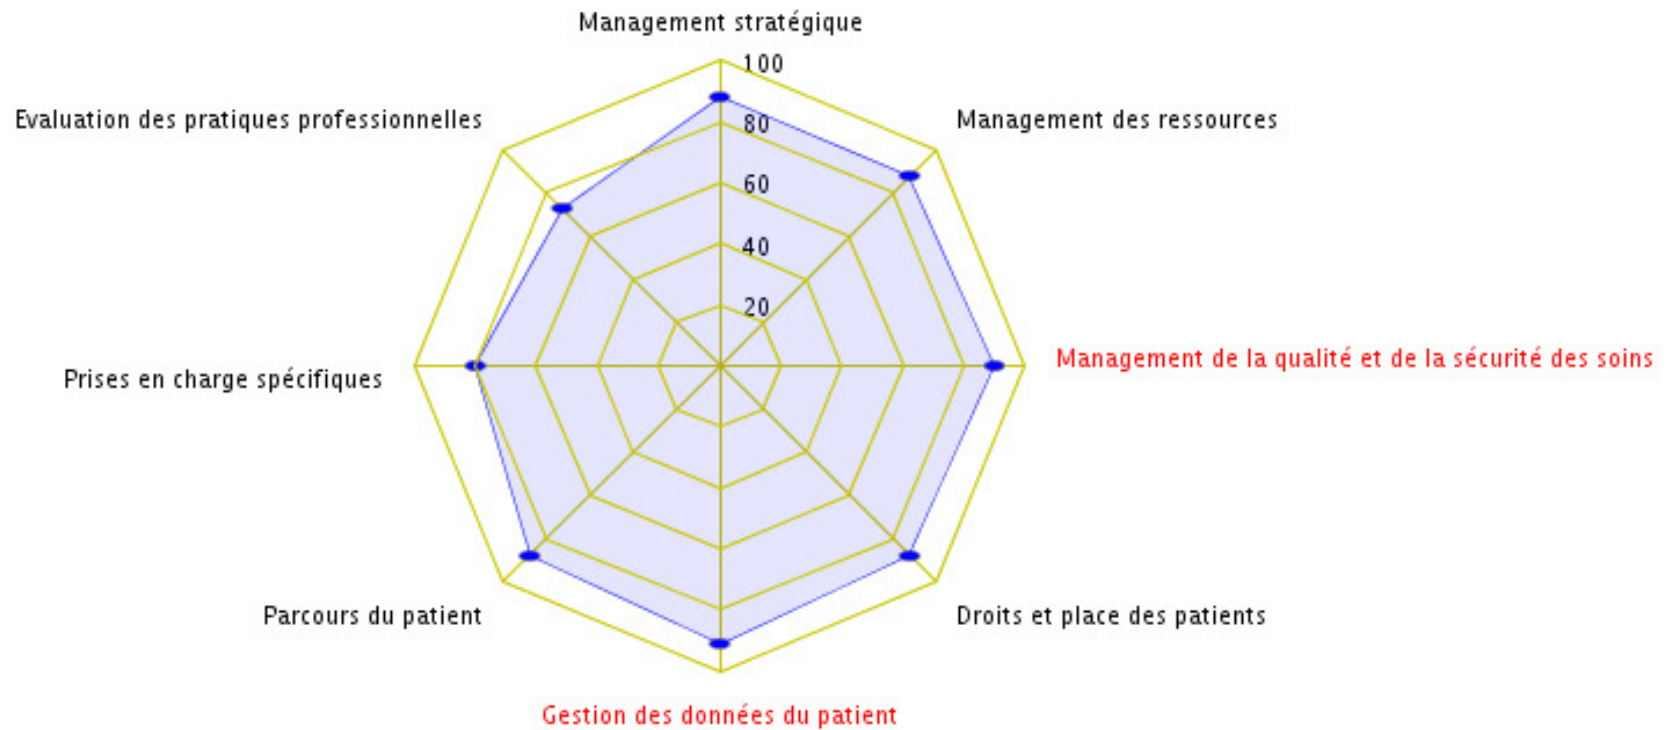 Management stratégique
100
Evaluation des pratiques professionnelles
Management des ressources
80
60
40
20
Management de la qualité et de la sécurité des soins
Prises en charge spécifiques
Parcours du patient
Droits et place des patients
Gestion des données du patient